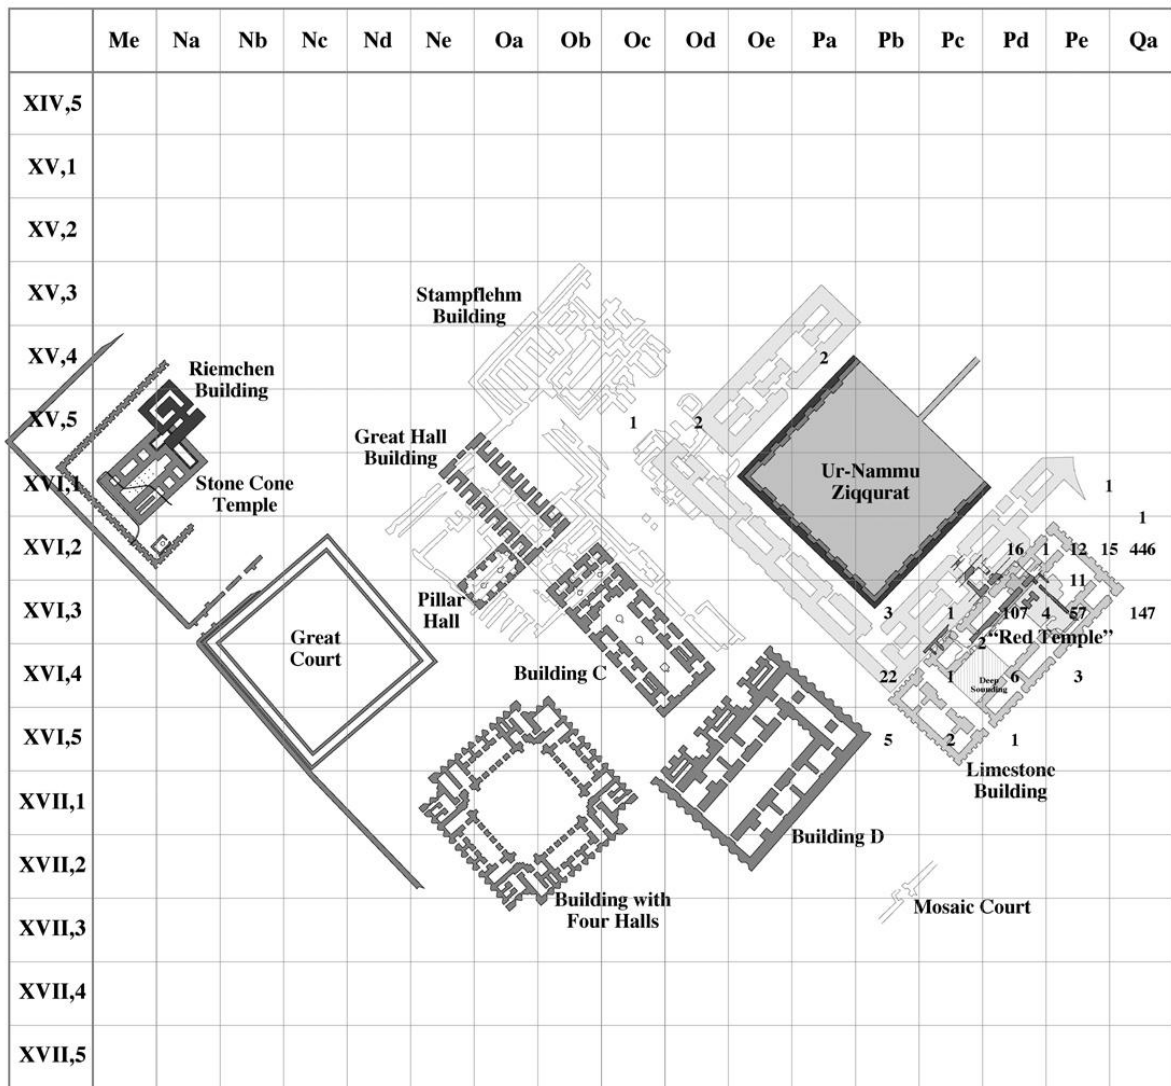 Me Na Nb Nc Nd Ne Oa Ob Oc Od Oe Pa Pb Pc Pd Pe Qa
XIV,5
XV,1
XV,2
XV,3
Stampflehm
Building
XV,4
2
Riemchen
Building
XV,5
1 2
Great Hall
Building
XVI,1
Stone Cone
Temple
Ur-Nammu
Ziqqurat
1
1
XVI,2
16 1 12 15 446
11
XVI,3
Pillar
Hall
3 1 107 4 57 147
2 “Red Temple”
Great
Court
XVI,4
Building C
22 1 6 3
Deep
Sounding
XVI,5
5 2 1
Limestone
Building
XVII,1
Building D
XVII,2
Building with
Four Halls
Mosaic Court
XVII,3
XVII,4
XVII,5